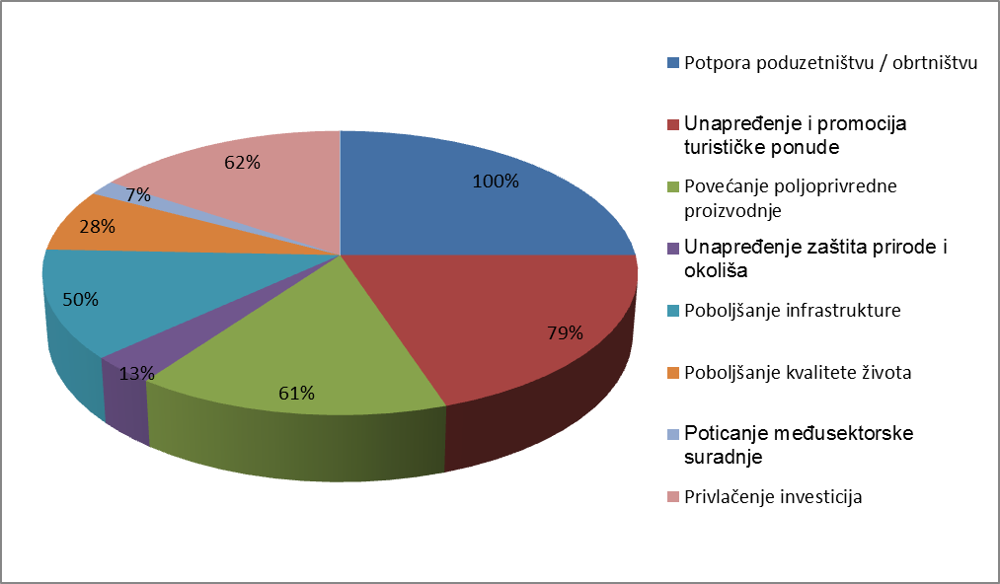 62%
7%
100%
28%
50%
79%
13%
61%
Potpora poduzetništvu / obrtništvu
Unapređenje i promocija
turističke ponude
Povećanje poljoprivredne
proizvodnje
Unapređenje zaštita prirode i
okoliša
Poboljšanje infrastrukture
Poboljšanje kvalitete života
Poticanje međusektorske
suradnje
Privlačenje investicija